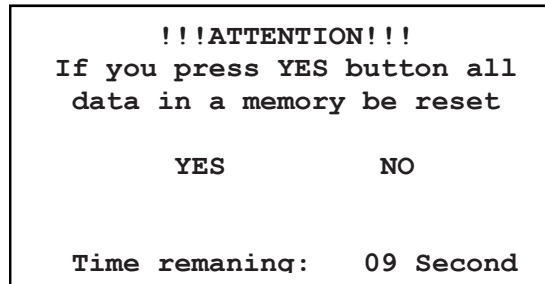 !!!ATTENTION!!!
If you press YES button all
data in a memory be reset
YES NO
Time remaning: 09 Second